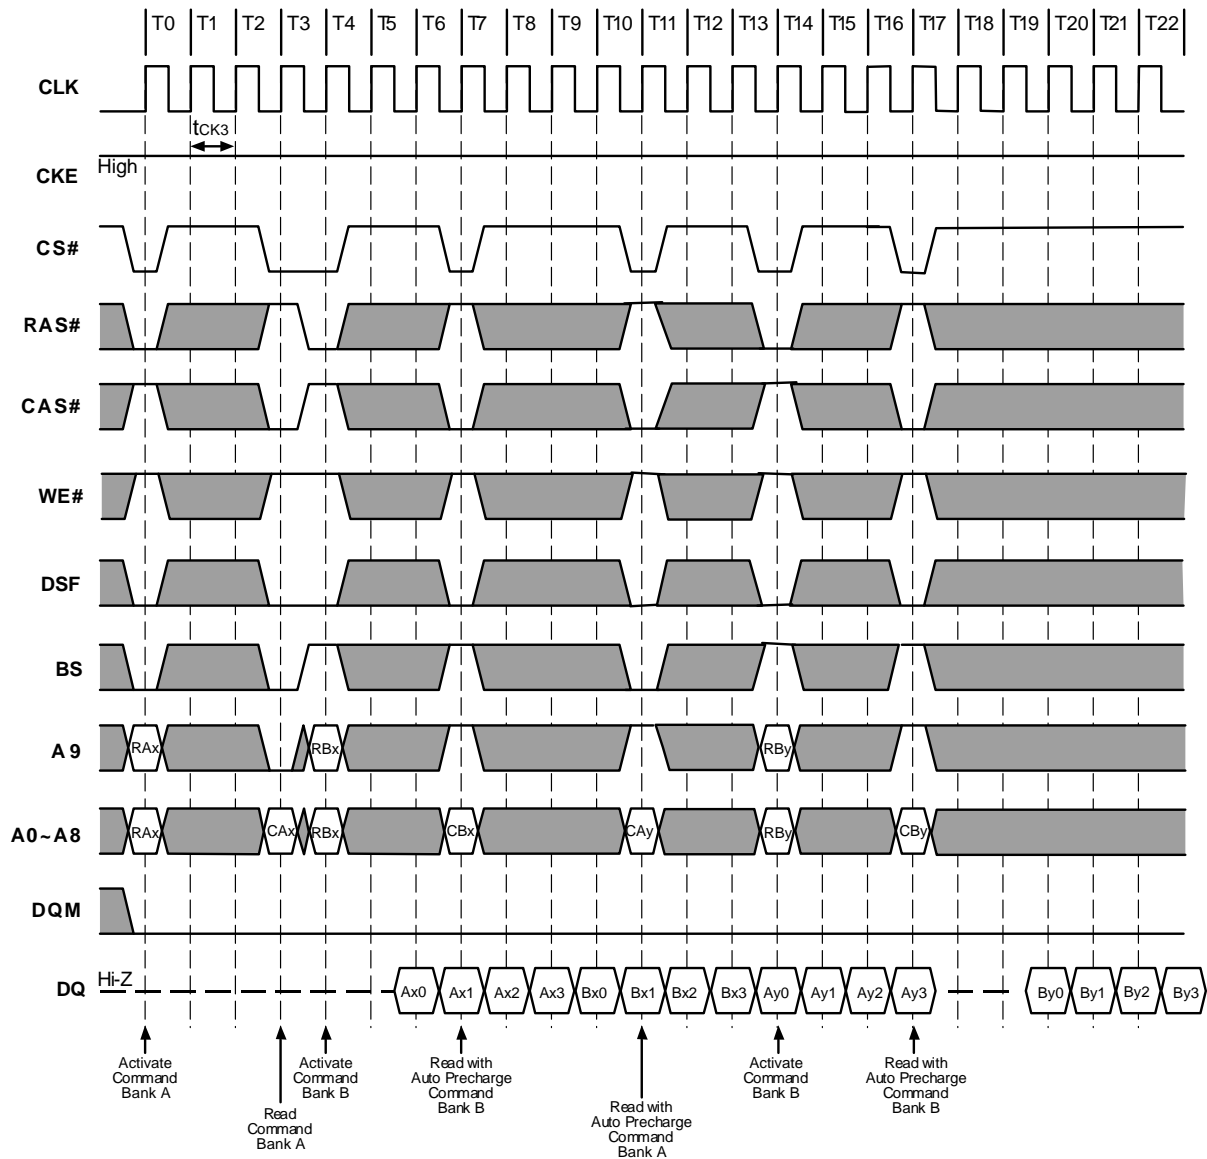 T0 T1 T2 T3 T4 T5 T6 T7 T8 T9 T10 T11 T12 T13 T14 T15 T16 T17 T18 T19 T20 T21 T22
CLK
tCK3
High
CKE
CS#
RAS#
CAS#
WE#
DSF
BS
A9 RAx RBx RBy
A0~A8 RAx CAx RBx CBx CAy RBy CBy
DQM
Hi-Z
DQ Ax0 Ax1 Ax2 Ax3 Bx0 Bx1 Bx2 Bx3 Ay0 Ay1 Ay2 Ay3 By0 By1 By2 By3
Activate
Command
Bank A
Read
Command
Bank A
Activate
Command
Bank B
Read with
Auto Precharge
Command
Bank B
Read with
Auto Precharge
Command
Bank A
Activate
Command
Bank B
Read with
Auto Precharge
Command
Bank B